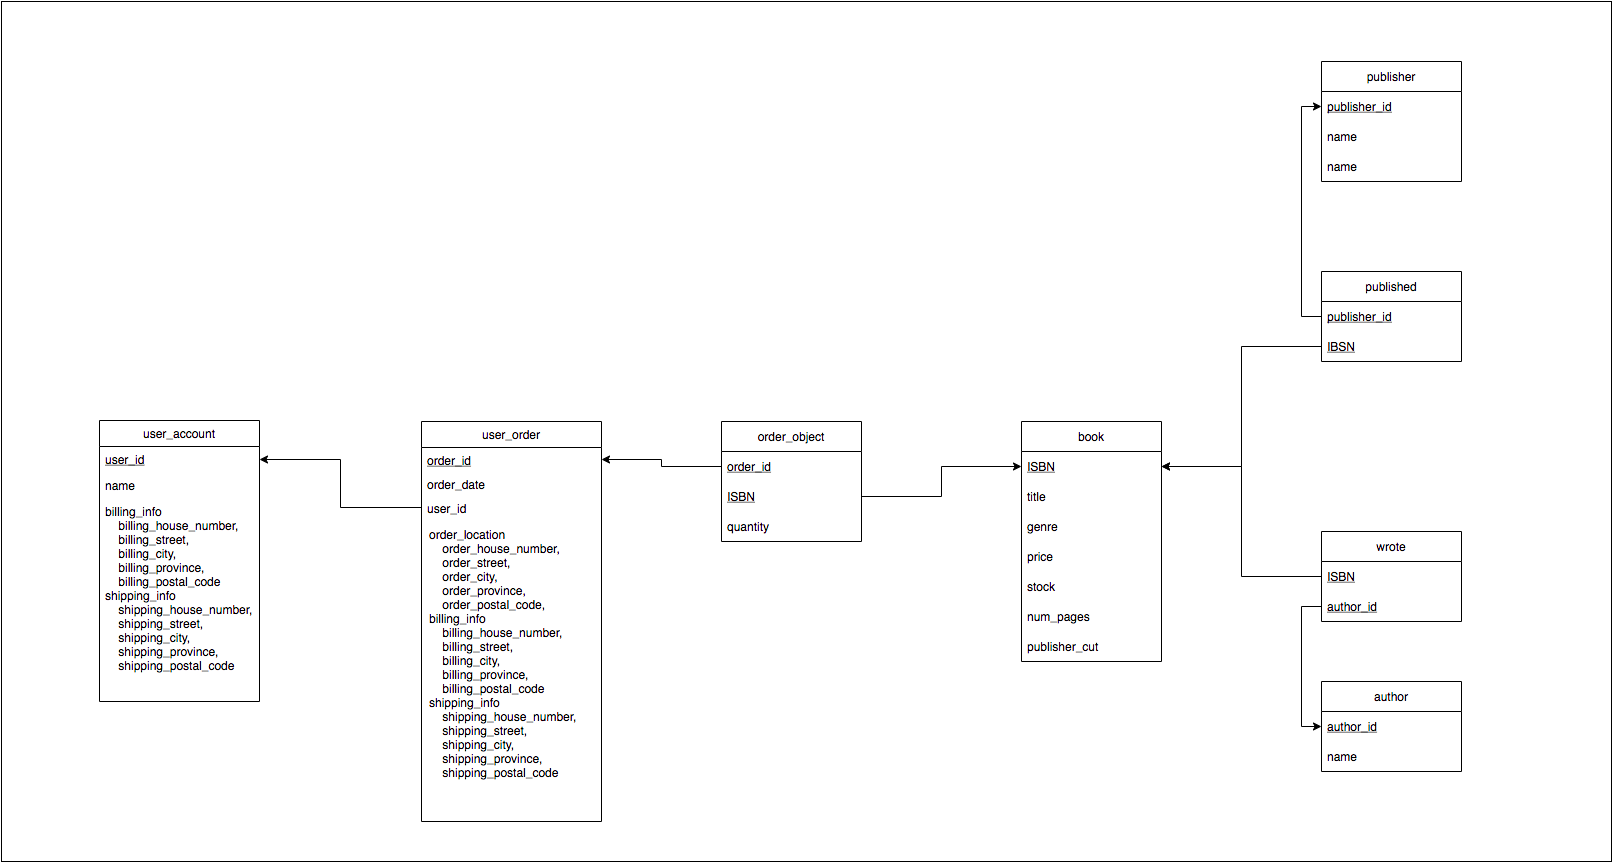 publisher
publisher_id
name
name
published
publisher_id
IBSN
user_account
user_id
name
billing_info
billing_house_number,
billing_street,
billing_city,
billing_province,
billing_postal_code
shipping_info
shipping_house_number,
shipping_street,
shipping_city,
shipping_province,
shipping_postal_code
user_order
order_id
order_date
user_id
order_location
order_house_number,
order_street,
order_city,
order_province,
order_postal_code,
billing_info
billing_house_number,
billing_street,
billing_city,
billing_province,
billing_postal_code
shipping_info
shipping_house_number,
shipping_street,
shipping_city,
shipping_province,
shipping_postal_code
order_object
order_id
ISBN
quantity
book
ISBN
title
genre
price
stock
num_pages
publisher_cut
wrote
ISBN
author_id
author
author_id
name